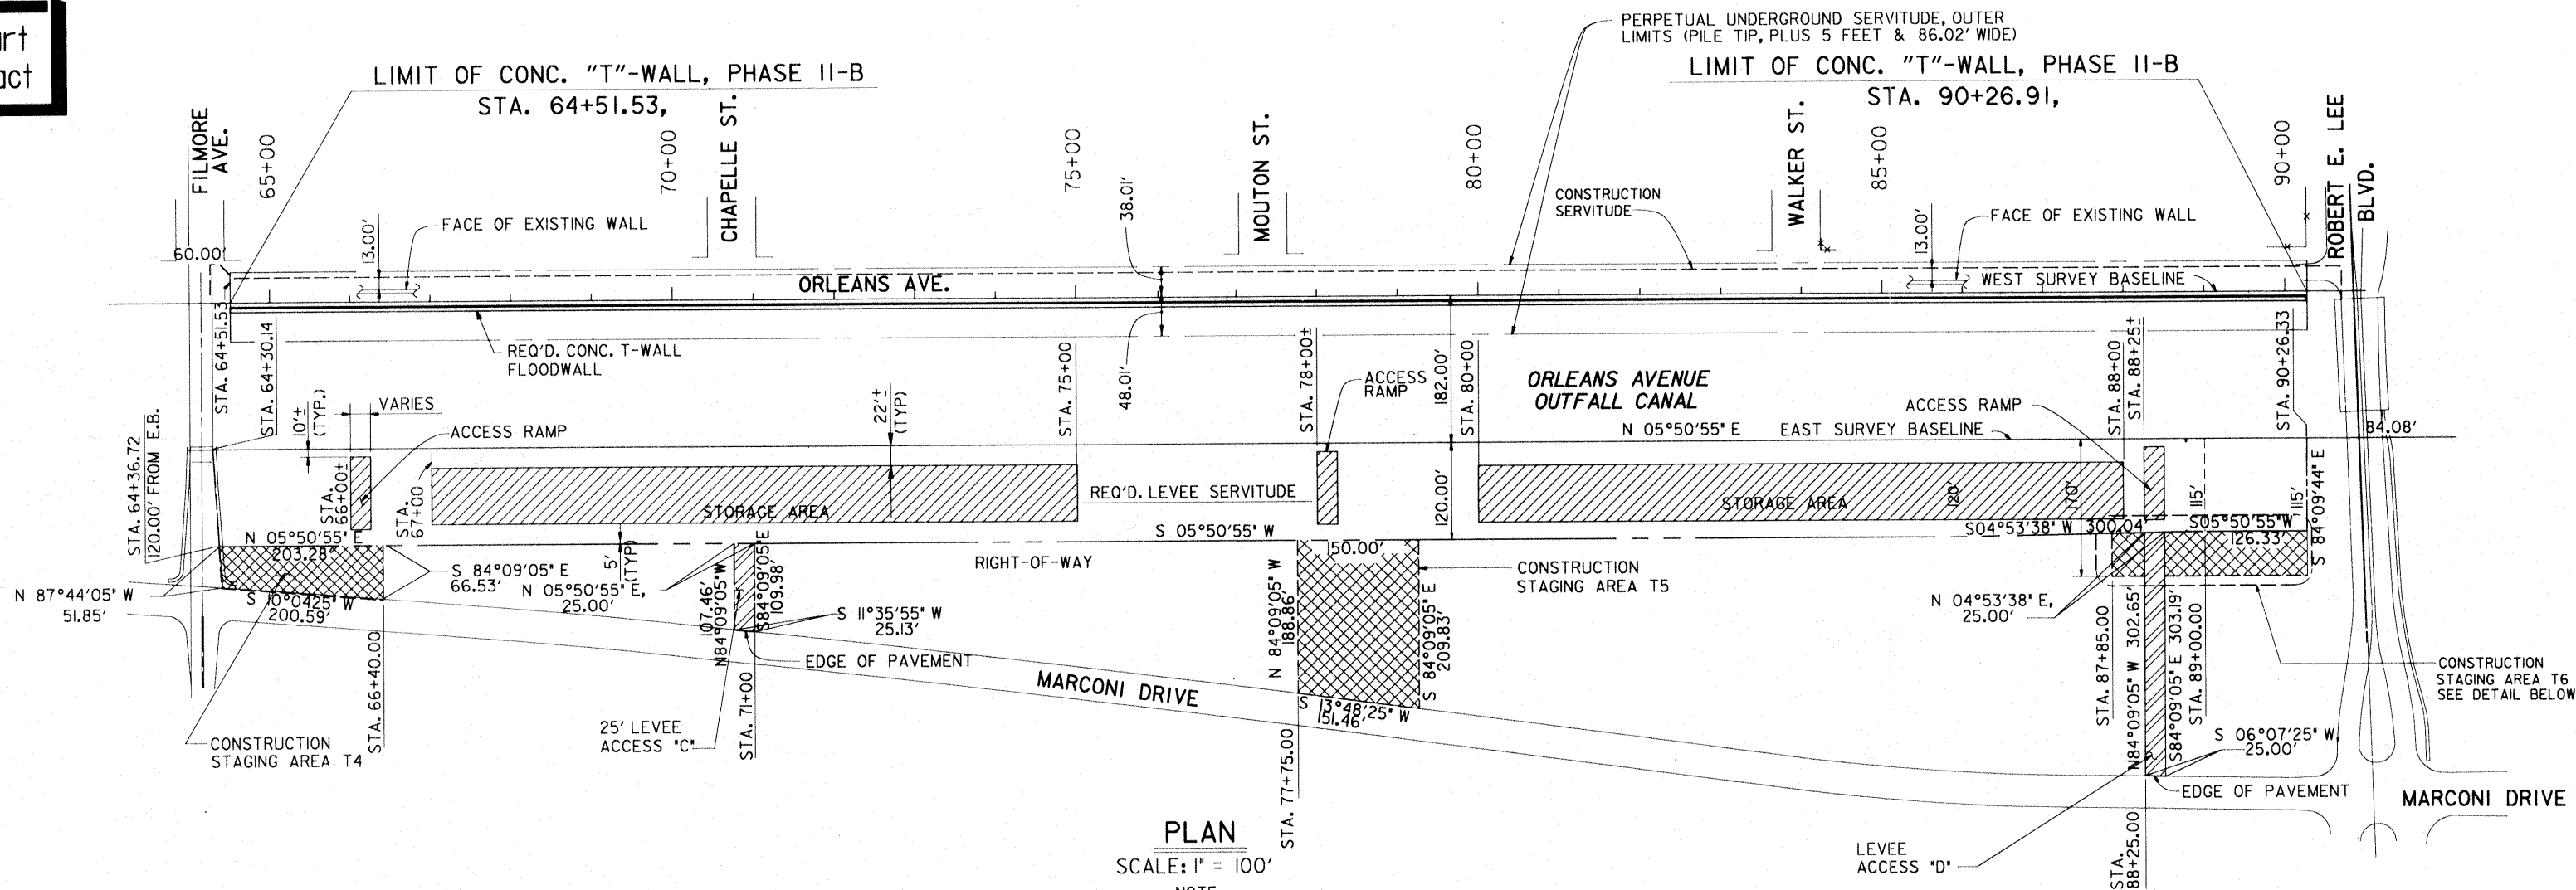 PERPETUAL UNDERGROUND SERVITUDE, OUTER
LIMITS (PILE TIP, PLUS 5 FEET & 86.02' WIDE)
LIMIT OF CONC. "T"-WALL, PHASE II-B
STA. 64+51.53,
LIMIT OF CONC. "T"-WALL, PHASE II-B
STA. 90+26.91,
FILMORE
AVE.
65+00
70+00
CHAPELLE ST.
75+00
38.01'
MOUTON ST.
80+00
WALKER ST.
85+00
90+00
ROBERT E. LEE
BLVD.
CONSTRUCTION
SERVITUDE
FACE OF EXISTING WALL
13.00'
FACE OF EXISTING WALL
13.00'
60.00'
ORLEANS AVE.
WEST SURVEY BASELINE
STA. 64+51.53
STA. 64+30.14
REQ'D. CONC. T-WALL
FLOODWALL
STA. 75+00
48.01'
STA. 78+00±
ACCESS
RAMP
182.00'
STA. 80+00
ORLEANS AVENUE
OUTFALL CANAL
STA. 88+00
STA. 88+25±
STA. 90+26.33
ACCESS RAMP
N 05°50'55" E
EAST SURVEY BASELINE
84.08'
10'±
(TYP.)
VARIES
ACCESS RAMP
22'±
(TYP)
STA. 64+36.72
120.00' FROM E.B.
STA.
66+00±
STA.
67+00
STORAGE AREA
REQ'D. LEVEE SERVITUDE
120.00'
STORAGE AREA
120'
170'
115'
115'
S 84°09'44" E
N 05°50'55" E
203.28'
S 05°50'55" W
S04°53'38" W
300.04'
S05°50'55"W
126.33'
5'
(TYP)
RIGHT-OF-WAY
150.00'
CONSTRUCTION
STAGING AREA T5
N 87°44'05" W
51.85'
S 10°04'25" W
200.59'
S 84°09'05" E
66.53'
N 05°50'55" E,
25.00'
107.46'
N84°09'05"W
S84°09'05"E
109.98'
S 11°35'55" W
25.13'
EDGE OF PAVEMENT
N 84°09'05" W
188.86'
S 84°09'05" E
209.83'
S 13°48'25" W
151.46'
N 04°53'38" E,
25.00'
STA. 87+85.00
N84°09'05" W 302.65'
S84°09'05" E 303.19'
STA. 89+00.00
CONSTRUCTION
STAGING AREA T6
SEE DETAIL BELOW
MARCONI DRIVE
STA. 66+40.00
CONSTRUCTION
STAGING AREA T4
25' LEVEE
ACCESS "C"
STA. 71+00
STA. 77+75.00
S 06°07'25" W,
25.00'
EDGE OF PAVEMENT
MARCONI DRIVE
LEVEE
ACCESS "D"
STA.
88+25.00
PLAN
SCALE: 1" = 100'